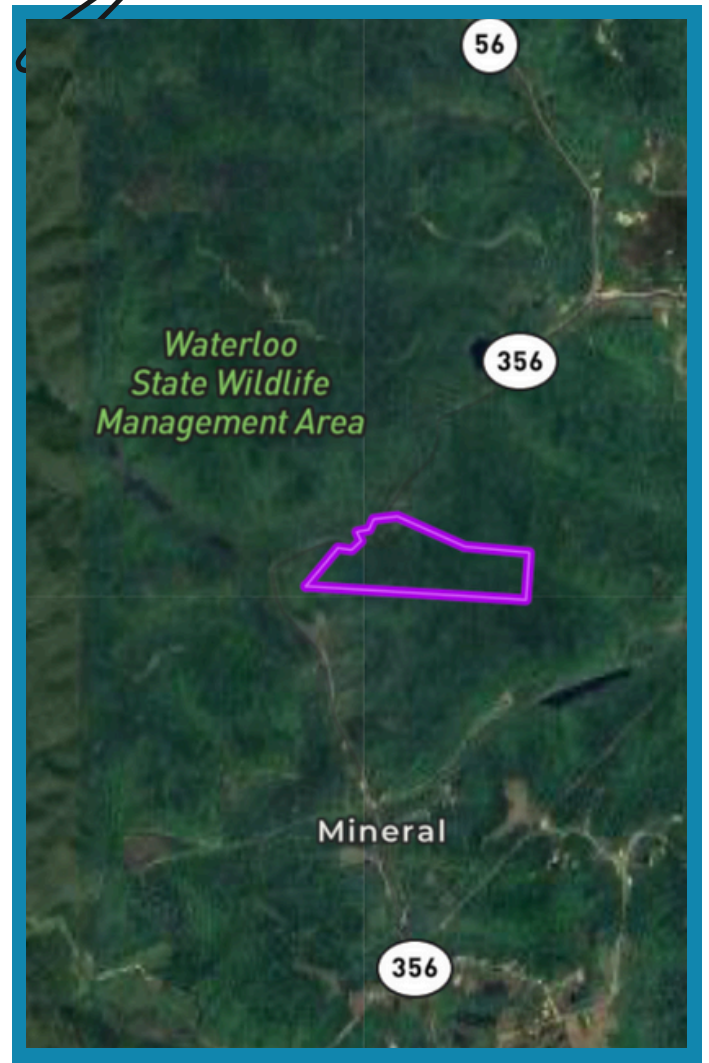 56
356
Waterloo
State Wildlife
Management Area
Mineral
356